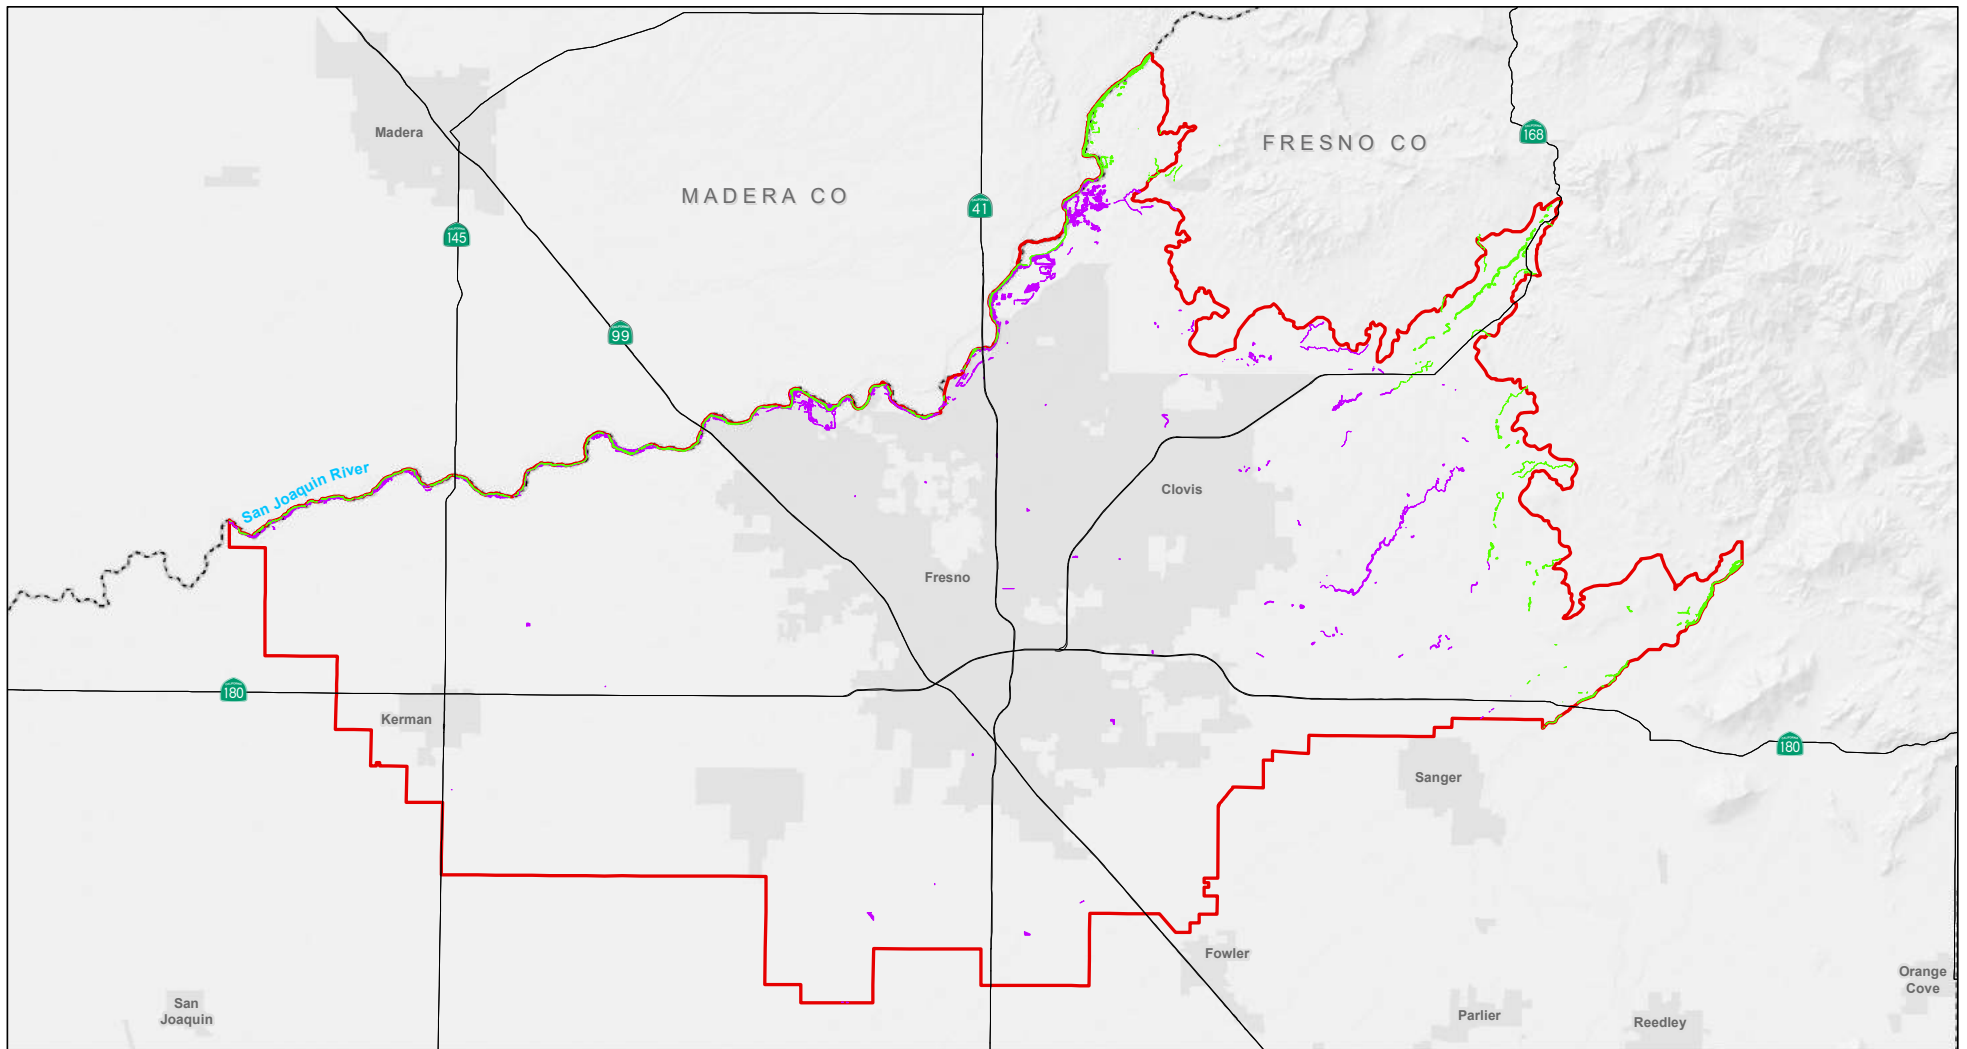 Madera
FRESNO CO
168
MADERA CO
41
145
99
San Joaquin River
Clovis
Fresno
180
Kerman
180
Sanger
Fowler
Orange
Cove
San
Joaquin
Parlier
Reedley